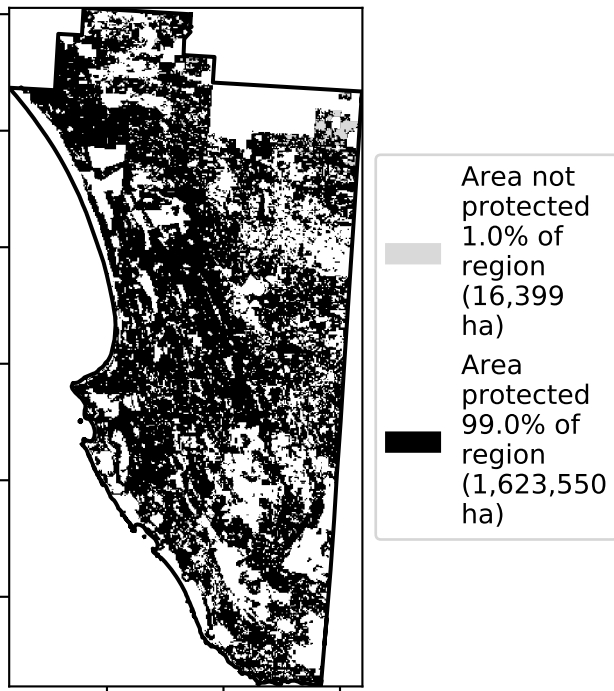 Area not
protected
1.0% of
region
(16,399
ha)
Area
protected
99.0% of
region
(1,623,550
ha)